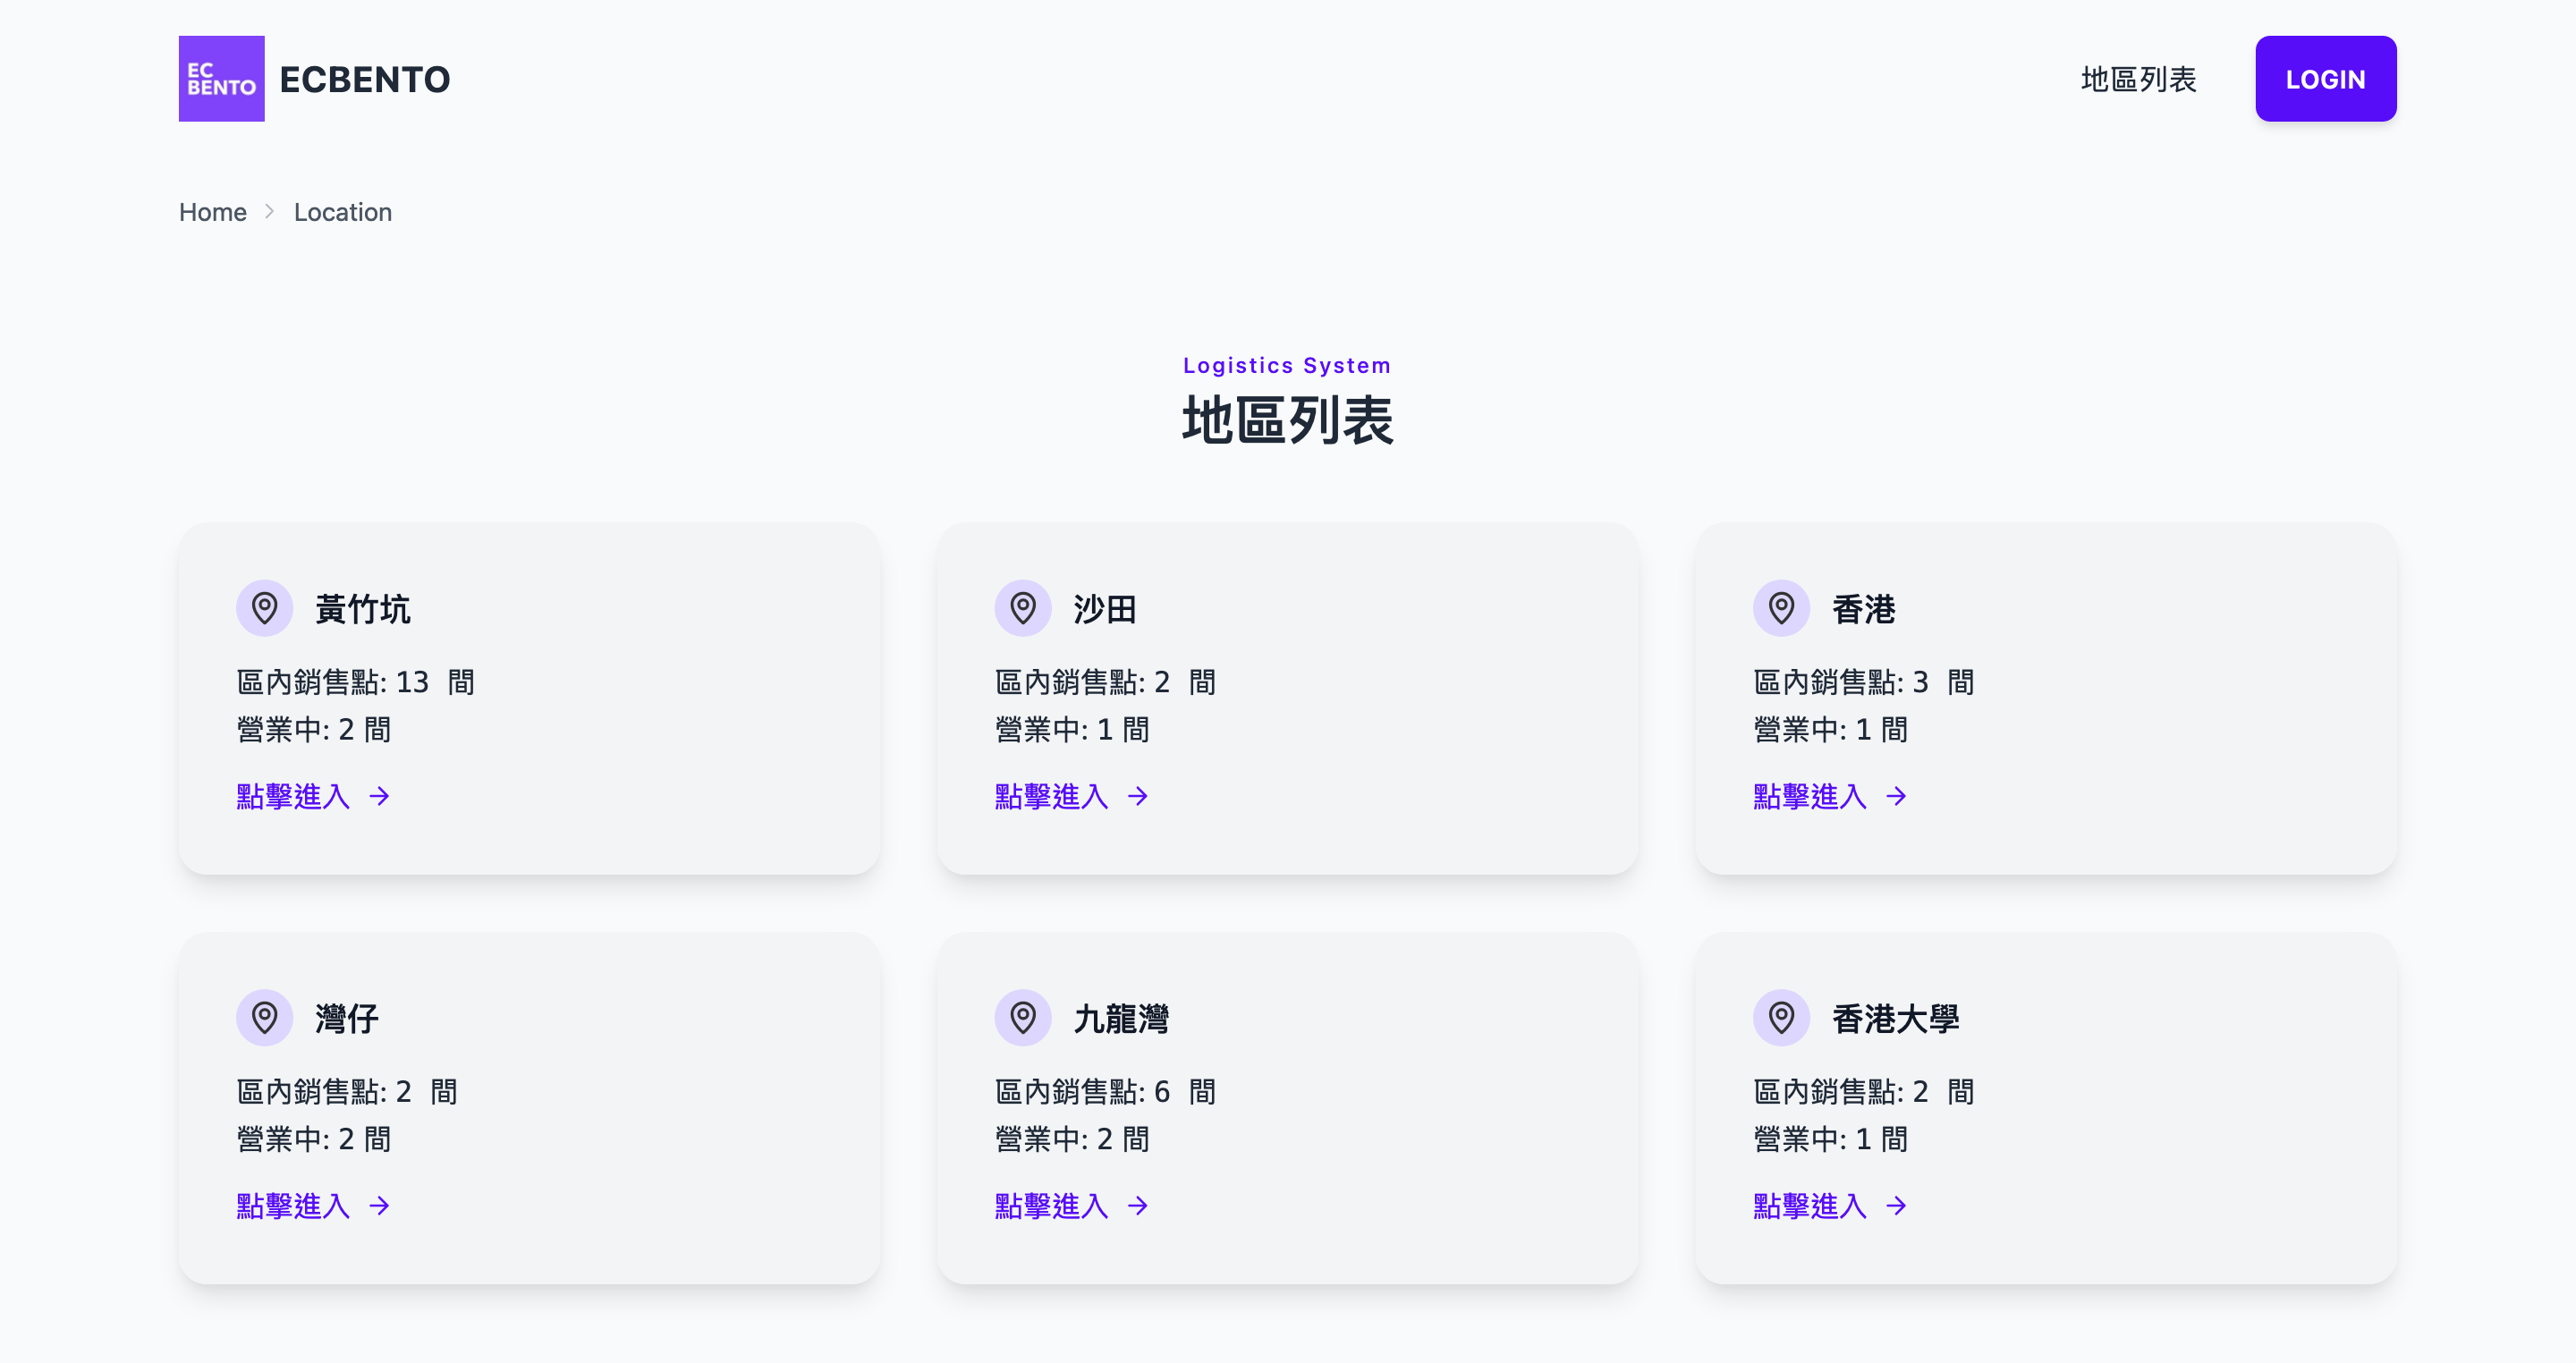 EC
BENTO
ECBENTO
地區列表
LOGIN
Home
Location
Logistics System
地區列表
黃竹坑
區內銷售點: 13 間
營業中: 2 間
點擊進入
沙田
區內銷售點: 2 間
營業中: 1 間
點擊進入
香港
區內銷售點: 3 間
營業中: 1 間
點擊進入
灣仔
區內銷售點: 2 間
營業中: 2 間
點擊進入
九龍灣
區內銷售點: 6 間
營業中: 2 間
點擊進入
香港大學
區內銷售點: 2 間
營業中: 1 間
點擊進入